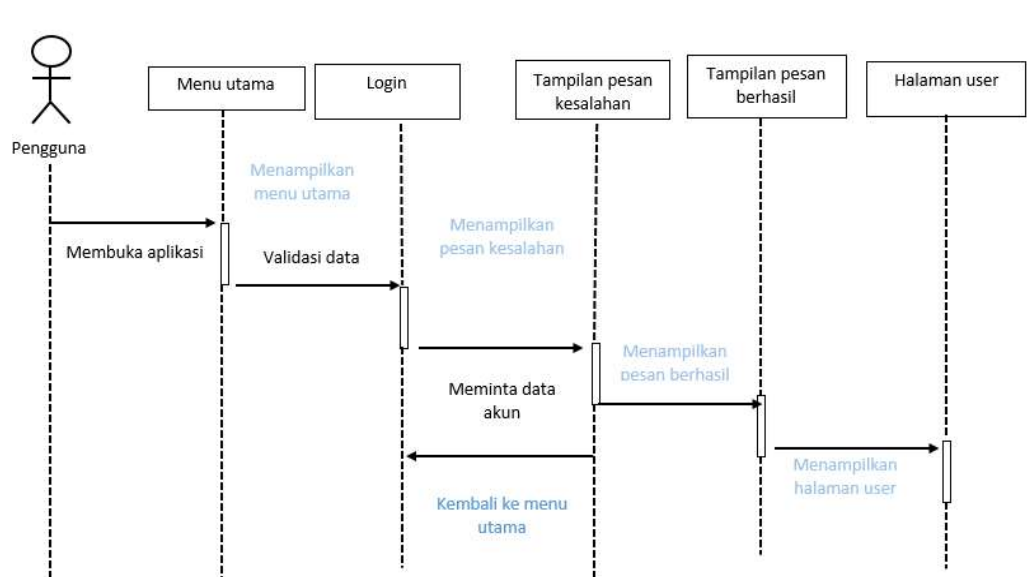 Menu utama
Login
Tampilan pesan
kesalahan
Tampilan pesan
berhasil
Halaman user
Pengguna
Menampilkan
menu utama
Membuka aplikasi
Validasi data
Menampilkan
pesan kesalahan
Meminta data
akun
Menampilkan
pesan berhasil
Menampilkan
halaman user
Kembali ke menu
utama